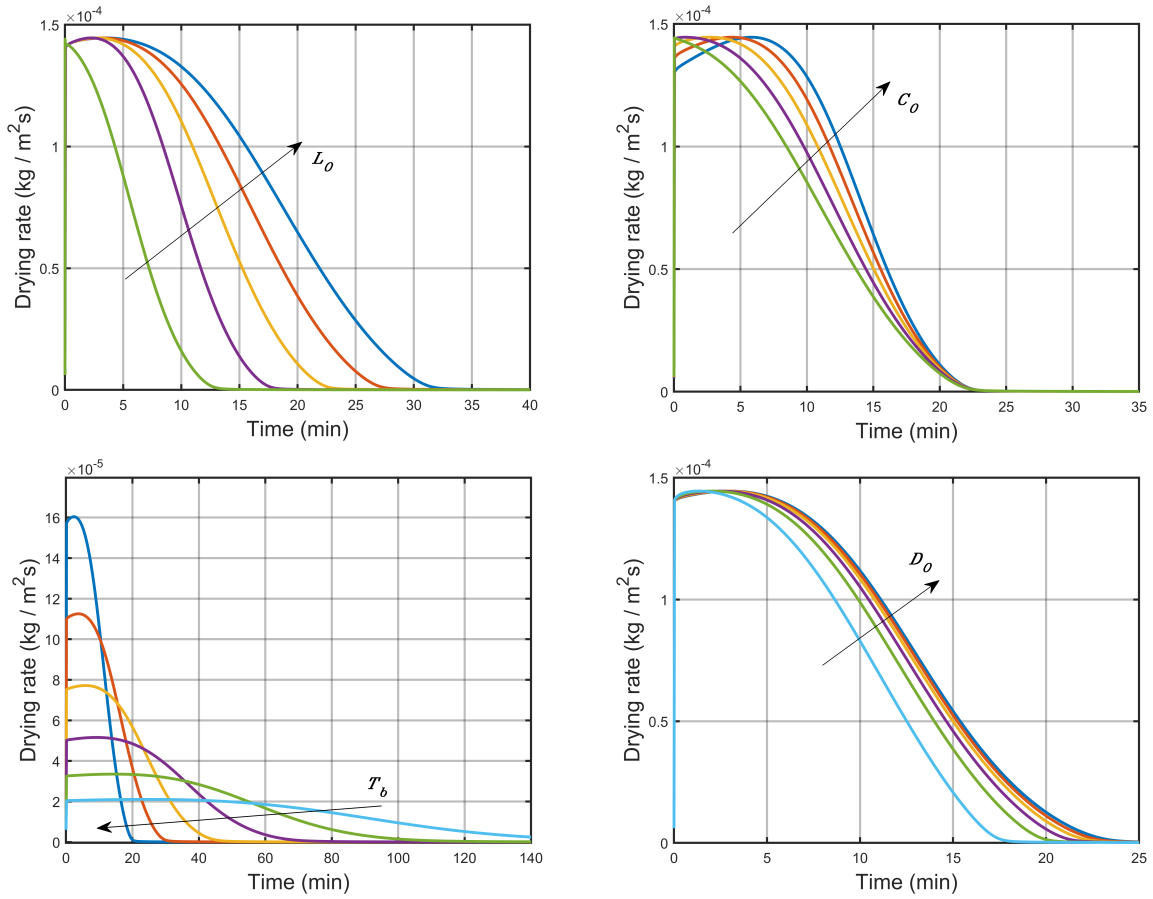 ×10⁻⁴
1.5
1
0.5
0
Drying rate (kg / m²s)
L₀
0 5 10 15 20 25 30 35 40
Time (min)
×10⁻⁴
1.5
1
0.5
0
Drying rate (kg / m²s)
C₀
0 5 10 15 20 25 30 35
Time (min)
×10⁻⁵
16
14
12
10
8
6
4
2
0
Drying rate (kg / m²s)
T_b
0 20 40 60 80 100 120 140
Time (min)
×10⁻⁴
1.5
1
0.5
0
Drying rate (kg / m²s)
D₀
0 5 10 15 20 25
Time (min)